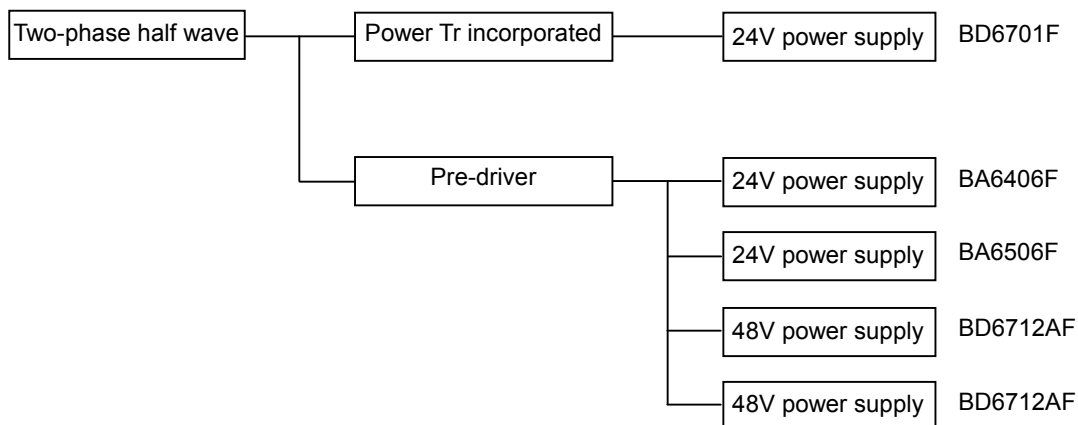 Two-phase half wave
Power Tr incorporated
24V power supply
BD6701F
Pre-driver
24V power supply
BA6406F
24V power supply
BA6506F
48V power supply
BD6712AF
48V power supply
BD6712AF